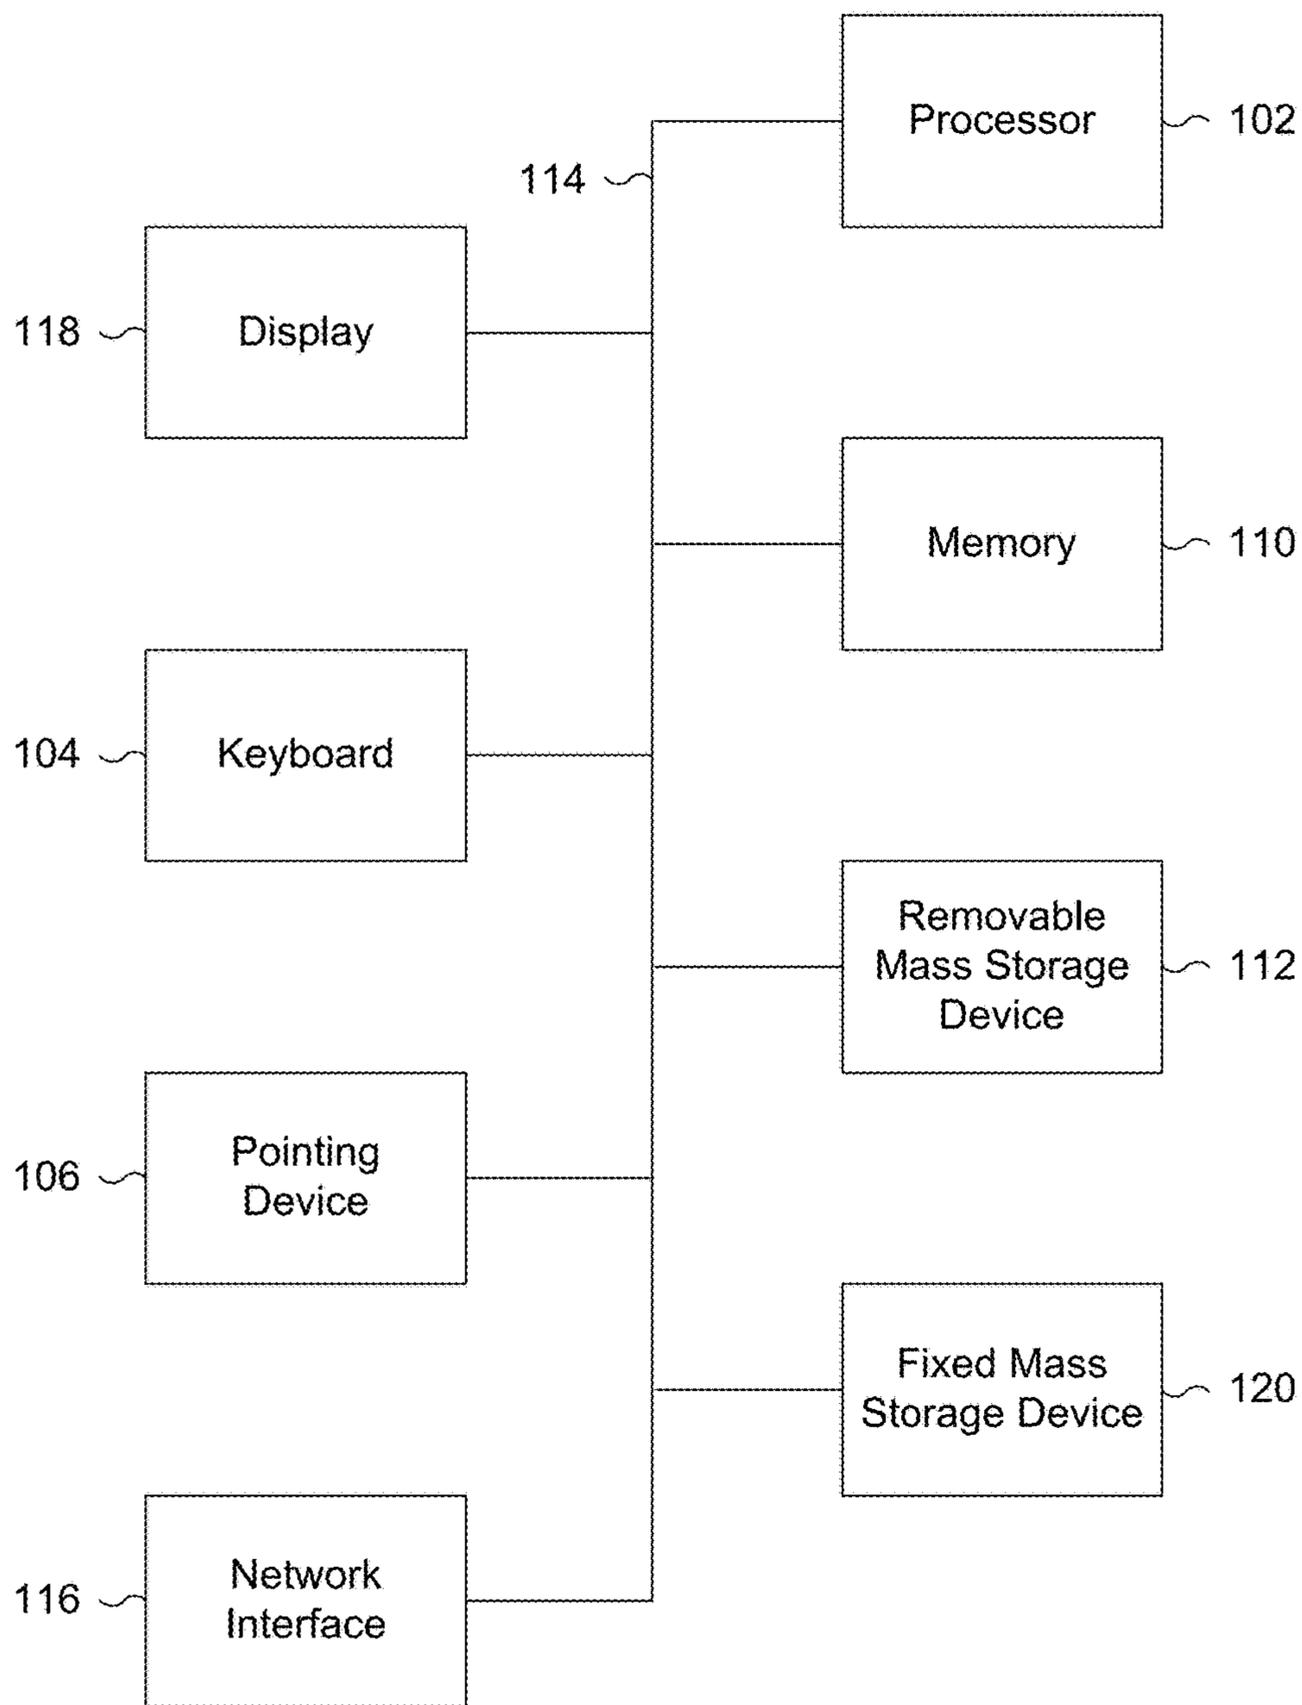 Processor
102
114
118
Display
Memory
110
104
Keyboard
Removable
Mass Storage
Device
112
106
Pointing
Device
Fixed Mass
Storage Device
120
116
Network
Interface